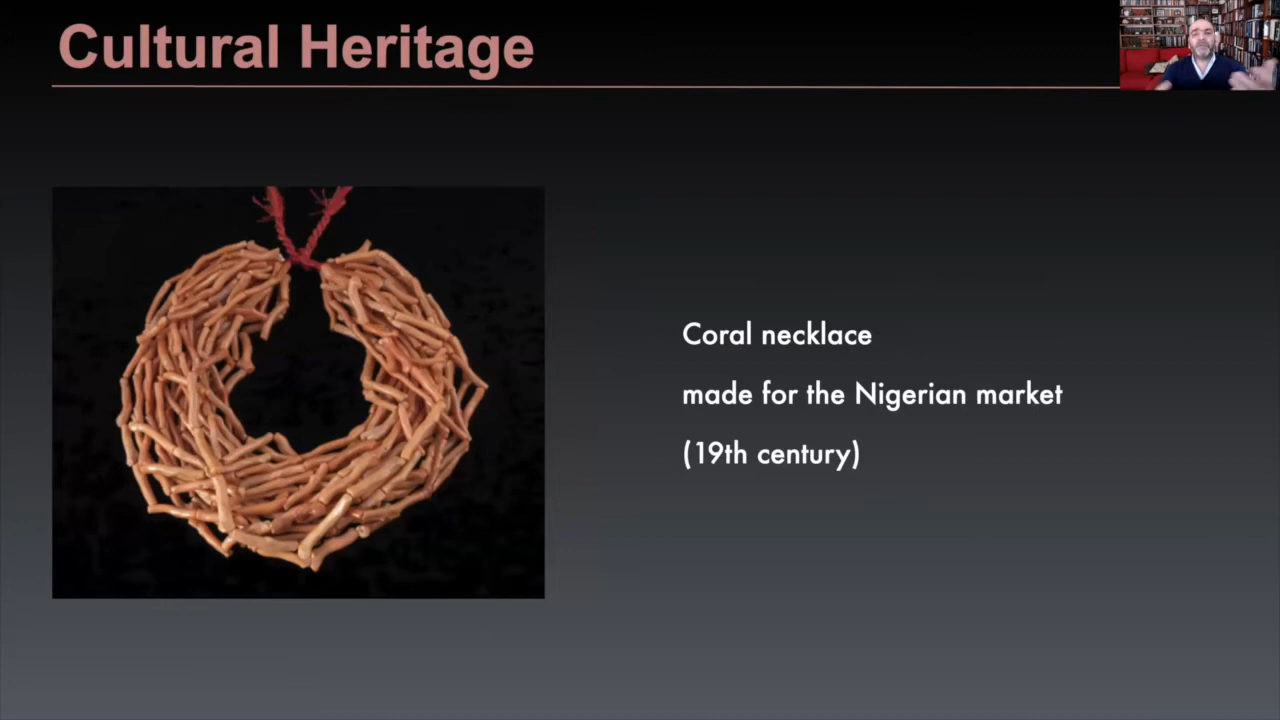 Cultural Heritage
Coral necklace
made for the Nigerian market
(19th century)